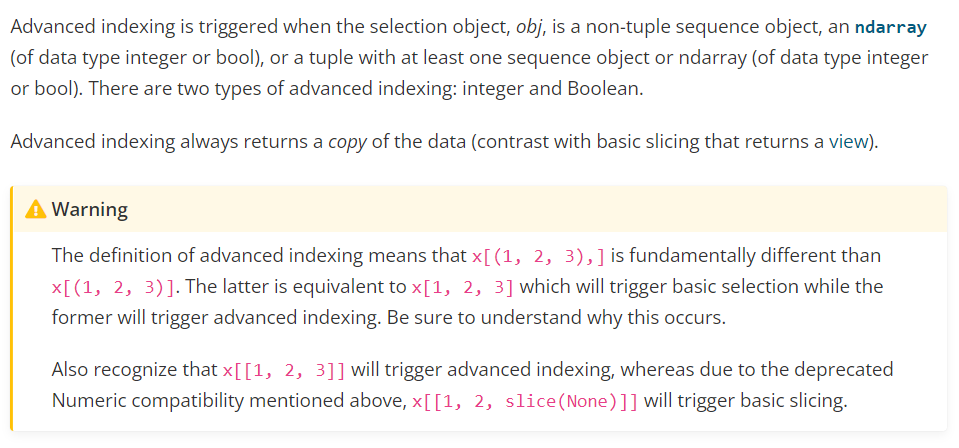 Advanced indexing is triggered when the selection object, obj, is a non-tuple sequence object, an ndarray
(of data type integer or bool), or a tuple with at least one sequence object or ndarray (of data type integer
or bool). There are two types of advanced indexing: integer and Boolean.
Advanced indexing always returns a copy of the data (contrast with basic slicing that returns a view).
Warning
The definition of advanced indexing means that x[(1, 2, 3),] is fundamentally different than
x[(1, 2, 3)]. The latter is equivalent to x[1, 2, 3] which will trigger basic selection while the
former will trigger advanced indexing. Be sure to understand why this occurs.
Also recognize that x[[1, 2, 3]] will trigger advanced indexing, whereas due to the deprecated
Numeric compatibility mentioned above, x[[1, 2, slice(None)]] will trigger basic slicing.